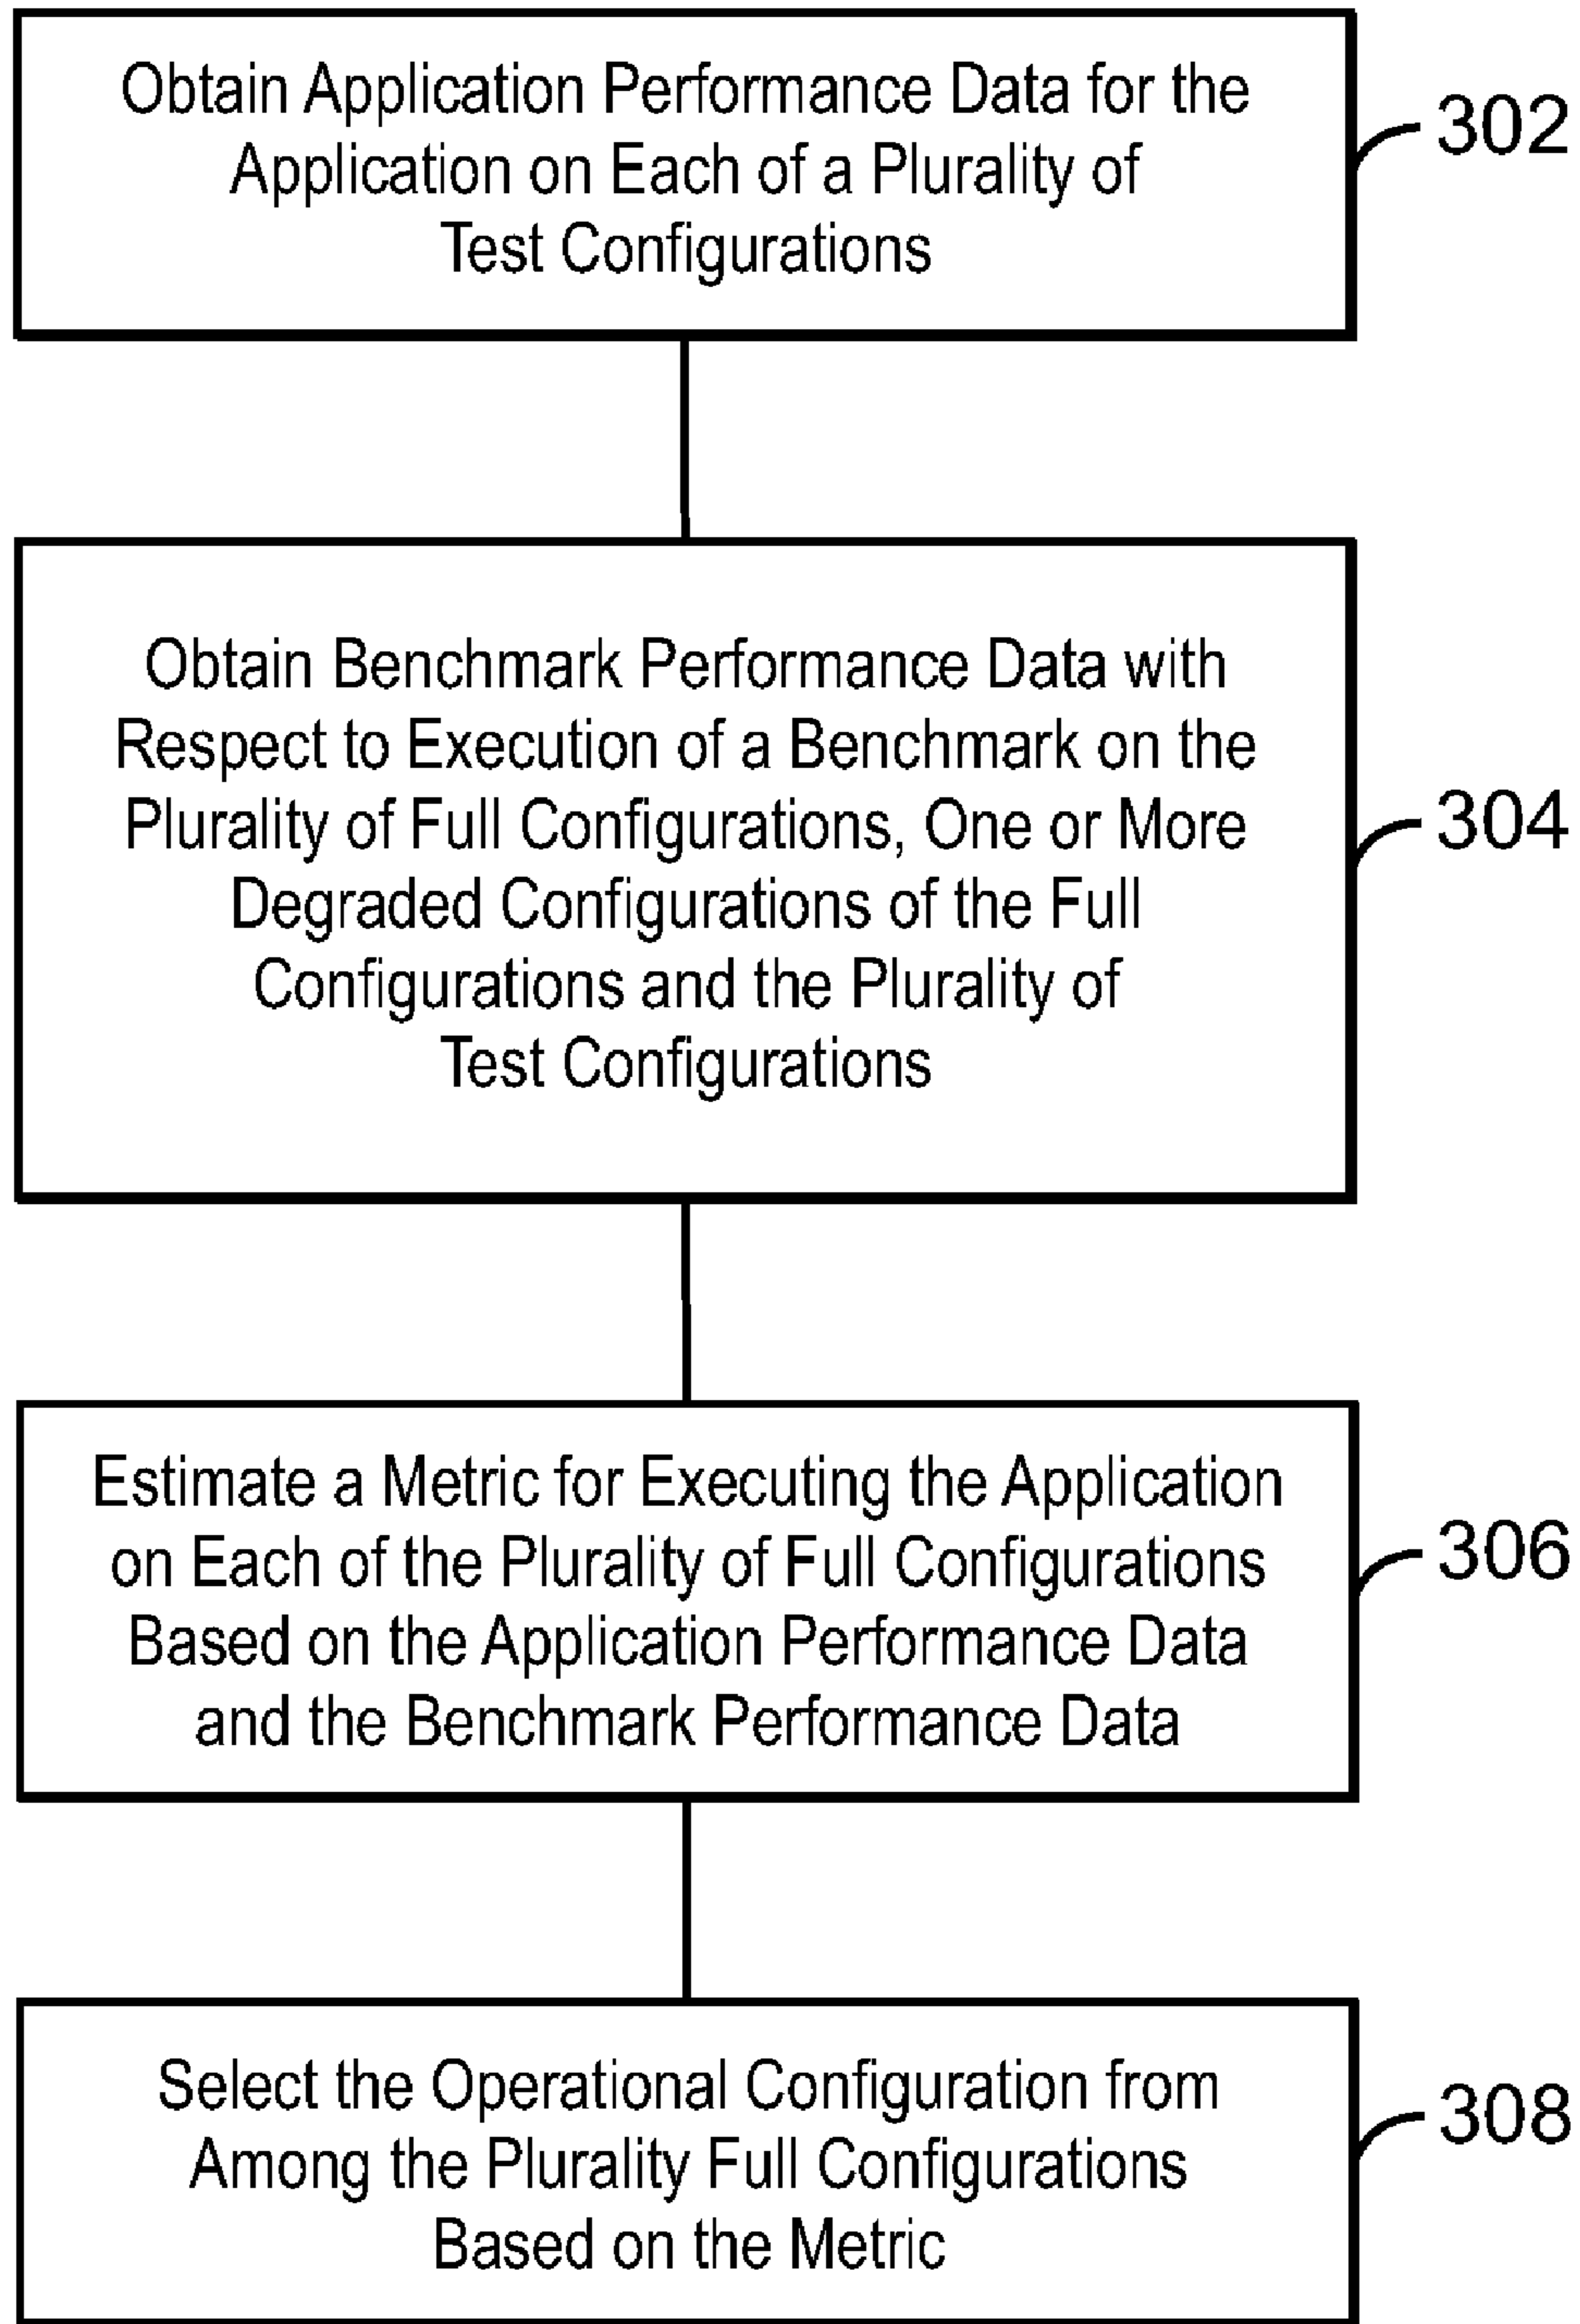 Obtain Application Performance Data for the
Application on Each of a Plurality of
Test Configurations
302
Obtain Benchmark Performance Data with
Respect to Execution of a Benchmark on the
Plurality of Full Configurations, One or More
Degraded Configurations of the Full
Configurations and the Plurality of
Test Configurations
304
Estimate a Metric for Executing the Application
on Each of the Plurality of Full Configurations
Based on the Application Performance Data
and the Benchmark Performance Data
306
Select the Operational Configuration from
Among the Plurality Full Configurations
Based on the Metric
308